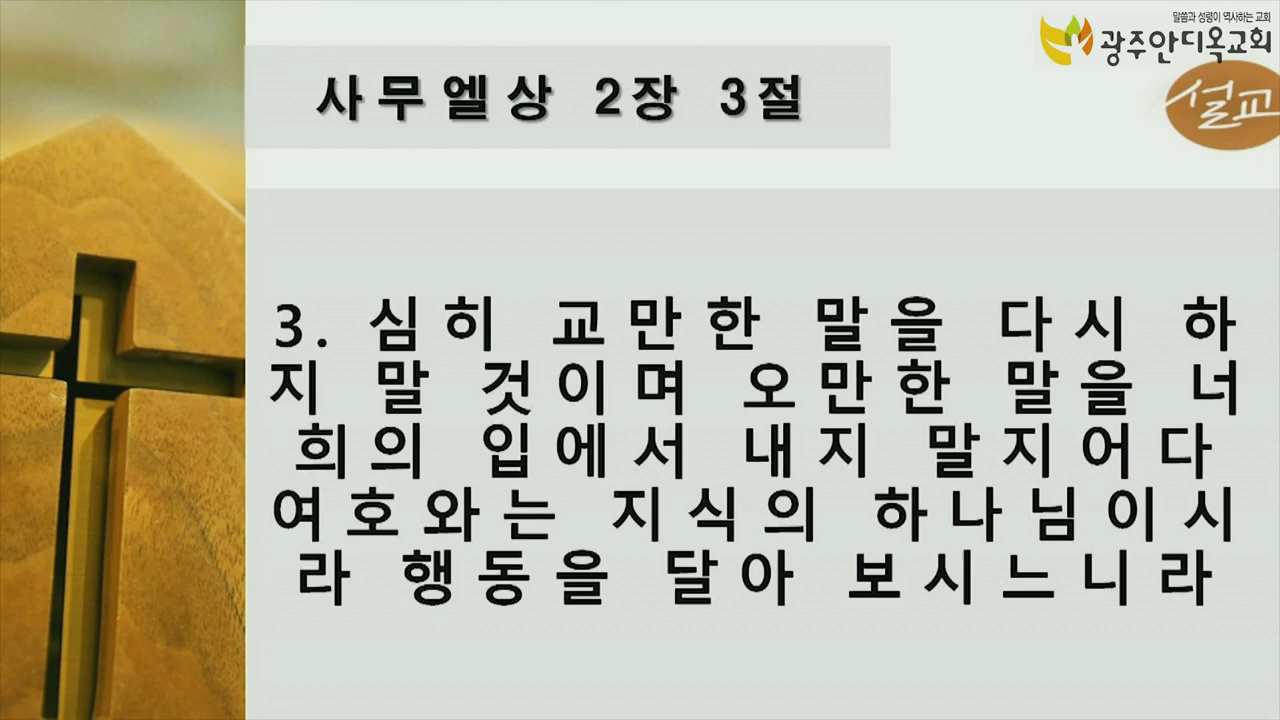 말씀과 성령이 역사하는 교회
광주안디옥교회
사무엘상 2장 3절
설교
3. 심히 교만한 말을 다시 하
지 말 것이며 오만한 말을 너
희의 입에서 내지 말지어다
여호와는 지식의 하나님이시
라 행동을 달아 보시느니라